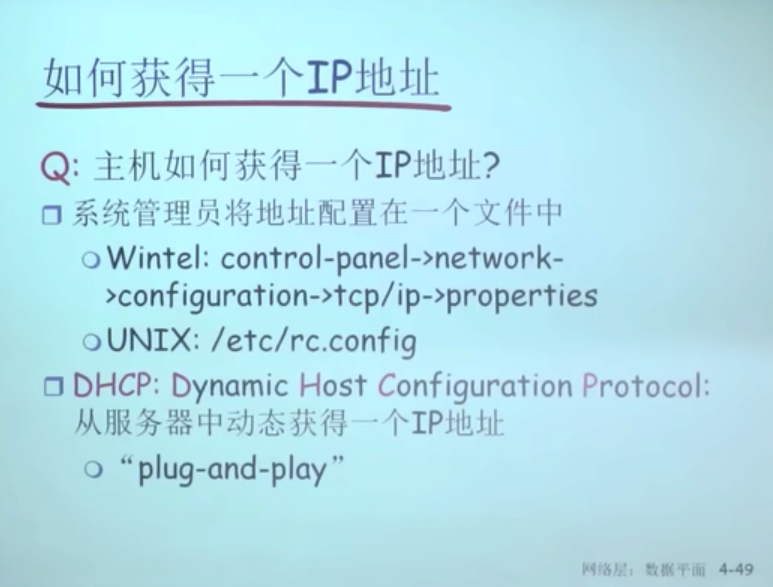 如何获得一个IP地址
Q: 主机如何获得一个IP地址?
系统管理员将地址配置在一个文件中
Wintel: control-panel->network-
>configuration->tcp/ip->properties
UNIX: /etc/rc.config
DHCP: Dynamic Host Configuration Protocol:
从服务器中动态获得一个IP地址
“plug-and-play”
网络层：数据平面 4-49